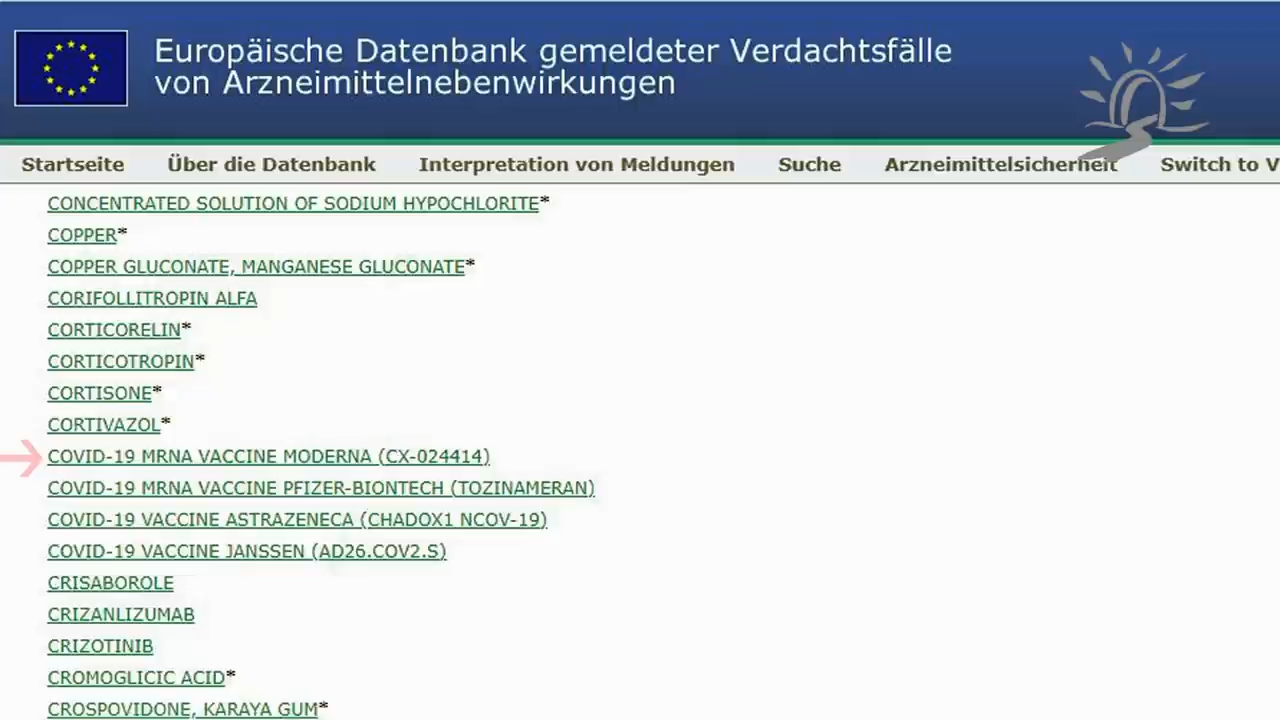 Europäische Datenbank gemeldeter Verdachtsfälle
von Arzneimittelnebenwirkungen
Startseite Über die Datenbank Interpretation von Meldungen Suche Arzneimittelsicherheit Switch to V
CONCENTRATED SOLUTION OF SODIUM HYPOCHLORITE*
COPPER*
COPPER GLUCONATE, MANGANESE GLUCONATE*
CORIFOLLITROPIN ALFA
CORTICORELIN*
CORTICOTROPIN*
CORTISONE*
CORTIVAZOL*
COVID-19 MRNA VACCINE MODERNA (CX-024414)
COVID-19 MRNA VACCINE PFIZER-BIONTECH (TOZINAMERAN)
COVID-19 VACCINE ASTRAZENECA (CHADOX1 NCOV-19)
COVID-19 VACCINE JANSSEN (AD26.COV2.S)
CRISABOROLE
CRIZANLIZUMAB
CRIZOTINIB
CROMOGLICIC ACID*
CROSPOVIDONE, KARAYA GUM*